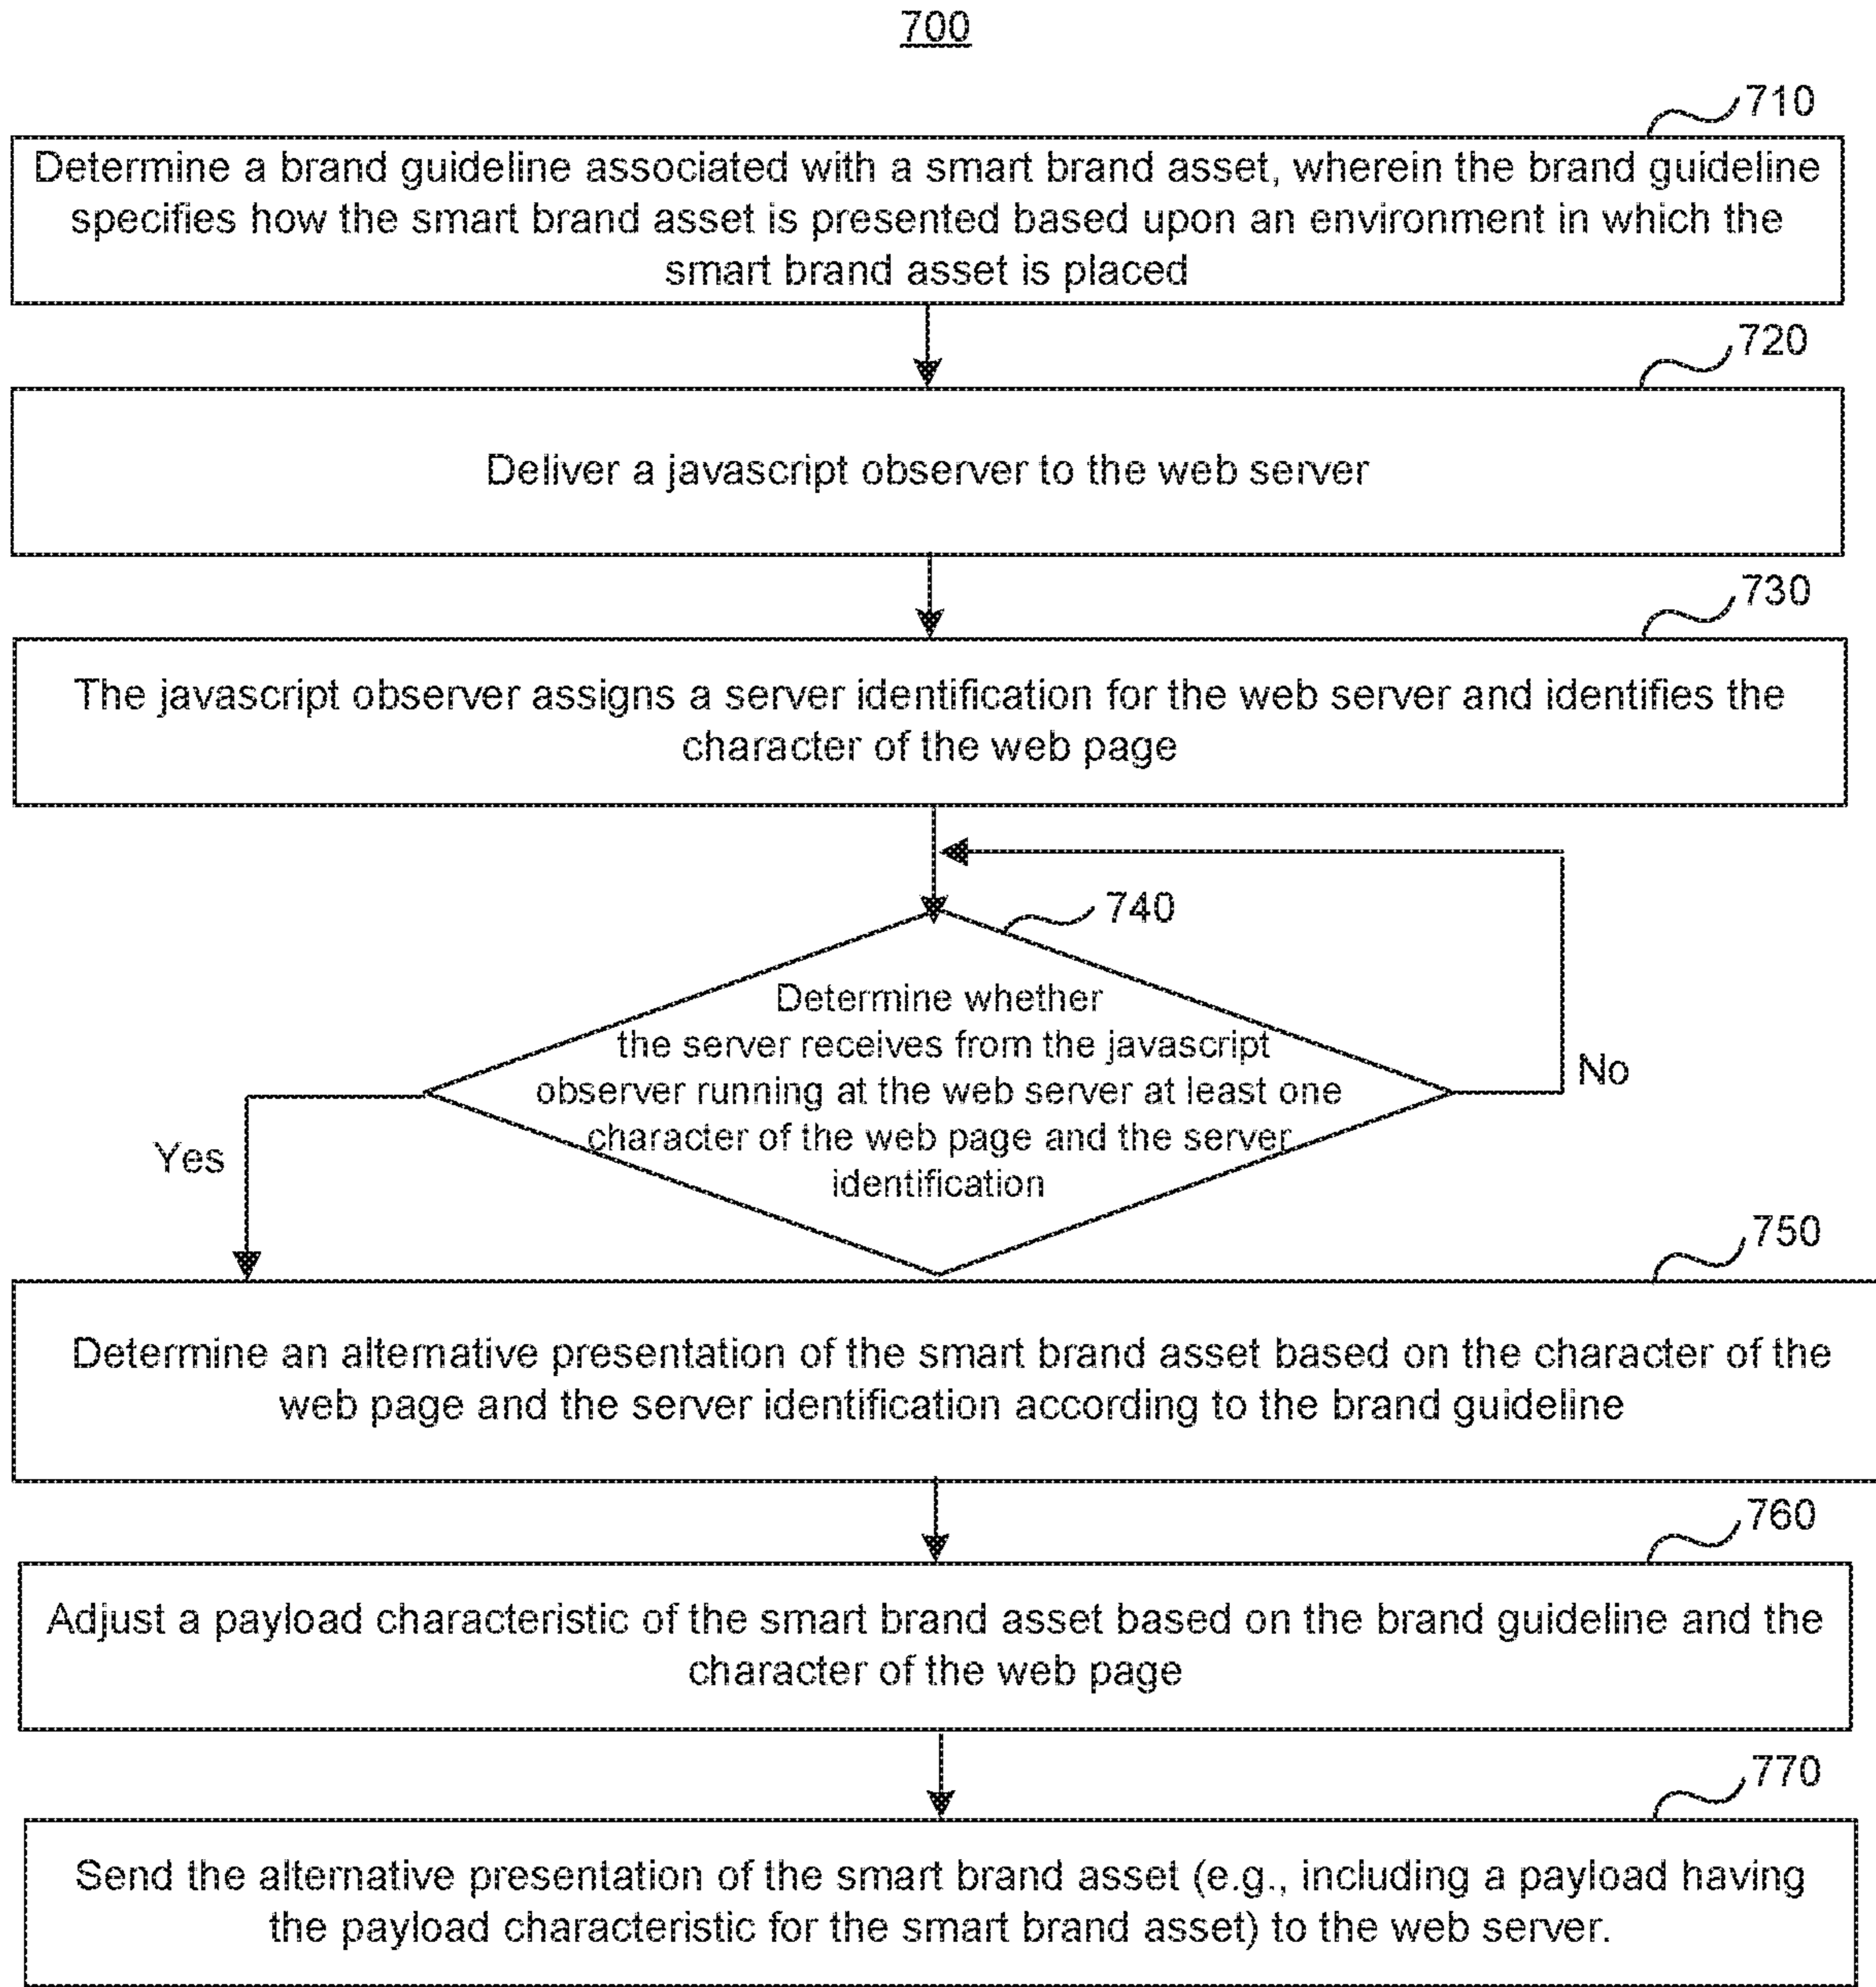 700
710
Determine a brand guideline associated with a smart brand asset, wherein the brand guideline
specifies how the smart brand asset is presented based upon an environment in which the
smart brand asset is placed
720
Deliver a javascript observer to the web server
730
The javascript observer assigns a server identification for the web server and identifies the
character of the web page
740
Determine whether
the server receives from the javascript
observer running at the web server at least one
character of the web page and the server
identification
No
Yes
750
Determine an alternative presentation of the smart brand asset based on the character of the
web page and the server identification according to the brand guideline
760
Adjust a payload characteristic of the smart brand asset based on the brand guideline and the
character of the web page
770
Send the alternative presentation of the smart brand asset (e.g., including a payload having
the payload characteristic for the smart brand asset) to the web server.